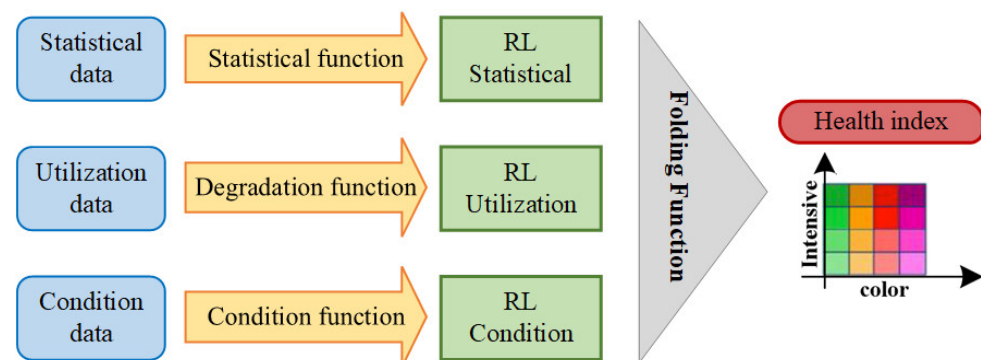 Statistical
data
Statistical function
RL
Statistical
Utilization
data
Degradation function
RL
Utilization
Condition
data
Condition function
RL
Condition
Folding Function
Health index
Intensive
color